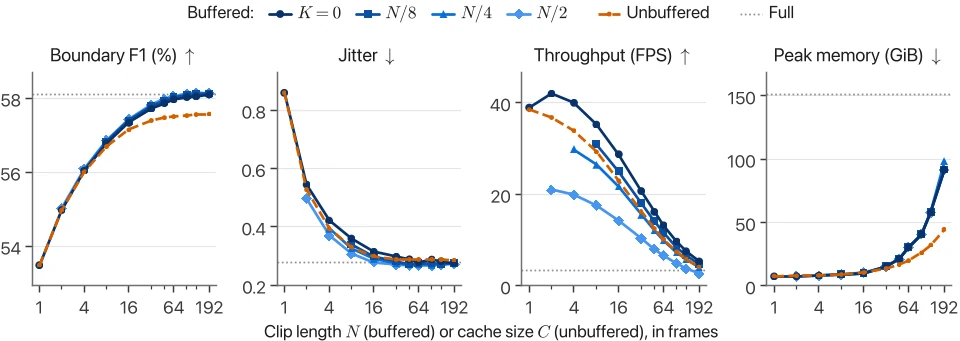 Buffered: K = 0 N/8 N/4 N/2 Unbuffered Full
Boundary F1 (%) ↑
58
56
54
1 4 16 64 192
Jitter ↓
0.8
0.6
0.4
0.2
1 4 16 64 192
Throughput (FPS) ↑
40
20
0
1 4 16 64 192
Peak memory (GiB) ↓
150
100
50
0
1 4 16 64 192
Clip length N (buffered) or cache size C (unbuffered), in frames